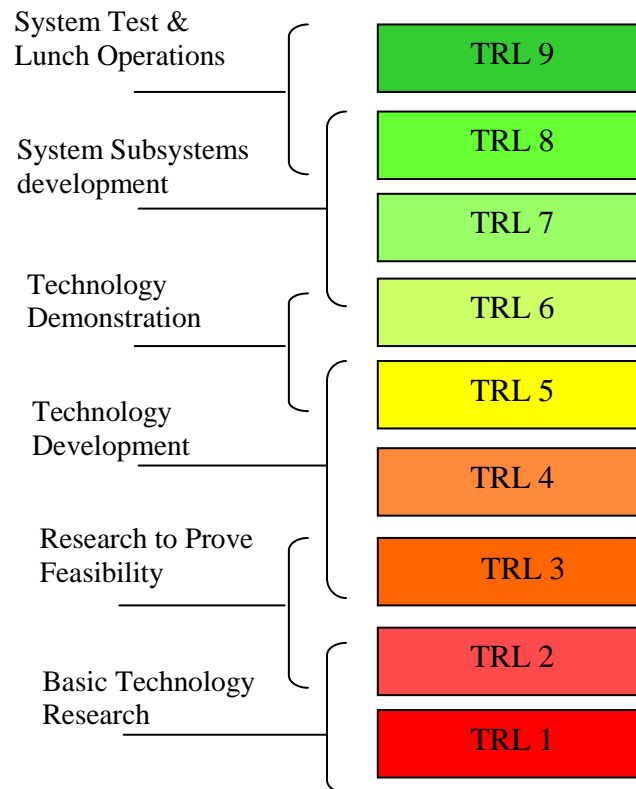 System Test &
Lunch Operations
TRL 9
System Subsystems
development
TRL 8
TRL 7
Technology
Demonstration
TRL 6
Technology
Development
TRL 5
TRL 4
Research to Prove
Feasibility
TRL 3
Basic Technology
Research
TRL 2
TRL 1